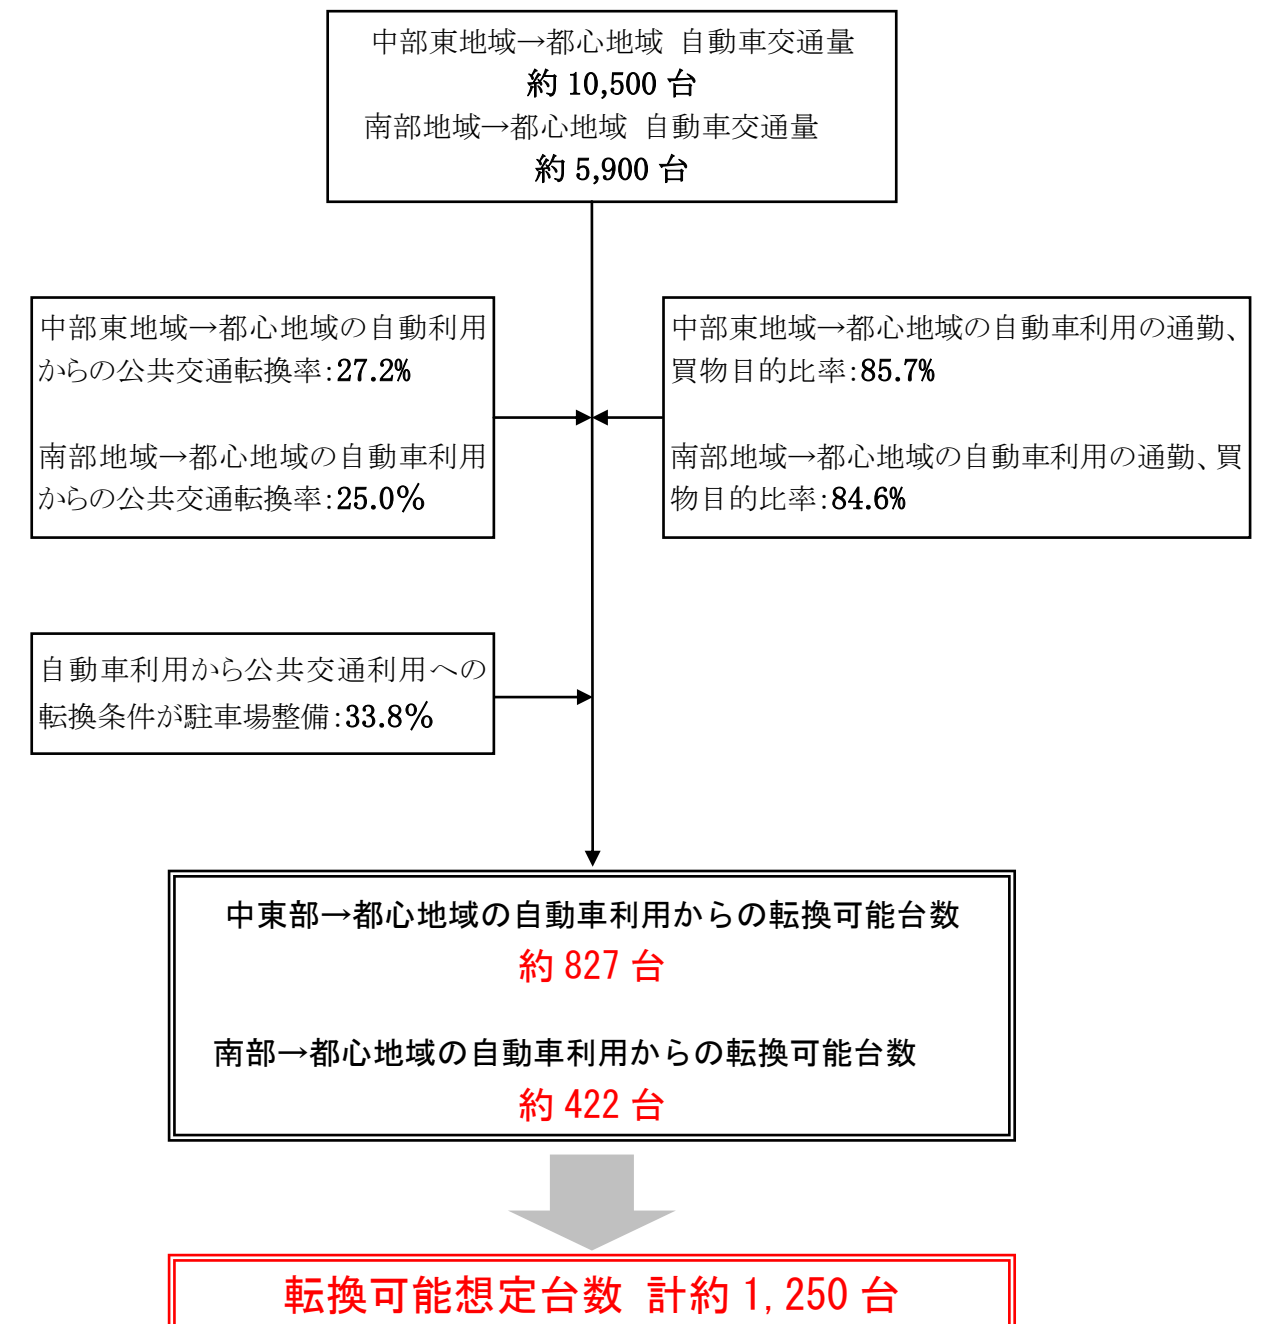 中部東地域→都心地域 自動車交通量
約 10,500 台
南部地域→都心地域 自動車交通量
約 5,900 台
中部東地域→都心地域の自動利用
からの公共交通転換率：27.2%
南部地域→都心地域の自動車利用
からの公共交通転換率：25.0％
中部東地域→都心地域の自動車利用の通勤、
買物目的比率：85.7%
南部地域→都心地域の自動車利用の通勤、買
物目的比率：84.6%
自動車利用から公共交通利用への
転換条件が駐車場整備：33.8％
中東部→都心地域の自動車利用からの転換可能台数
約 827 台
南部→都心地域の自動車利用からの転換可能台数
約 422 台
転換可能想定台数 計約 1,250 台